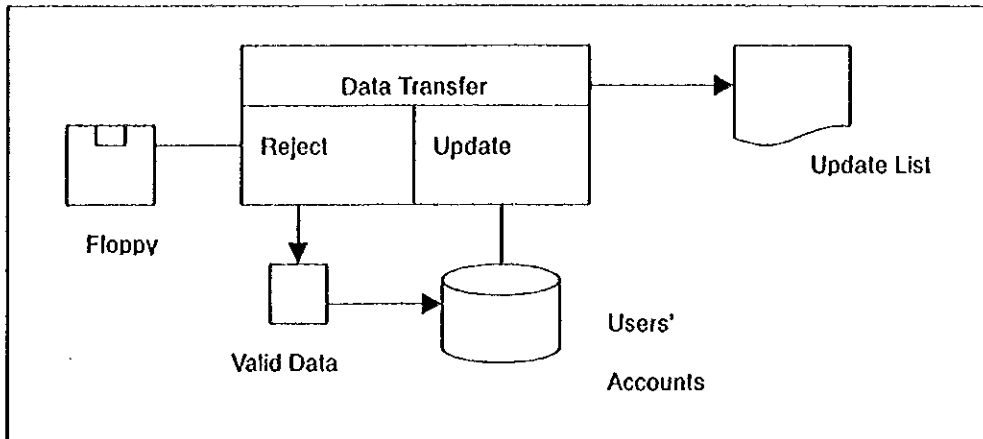 Data Transfer
Reject
Update
Update List
Floppy
Users'
Valid Data
Accounts